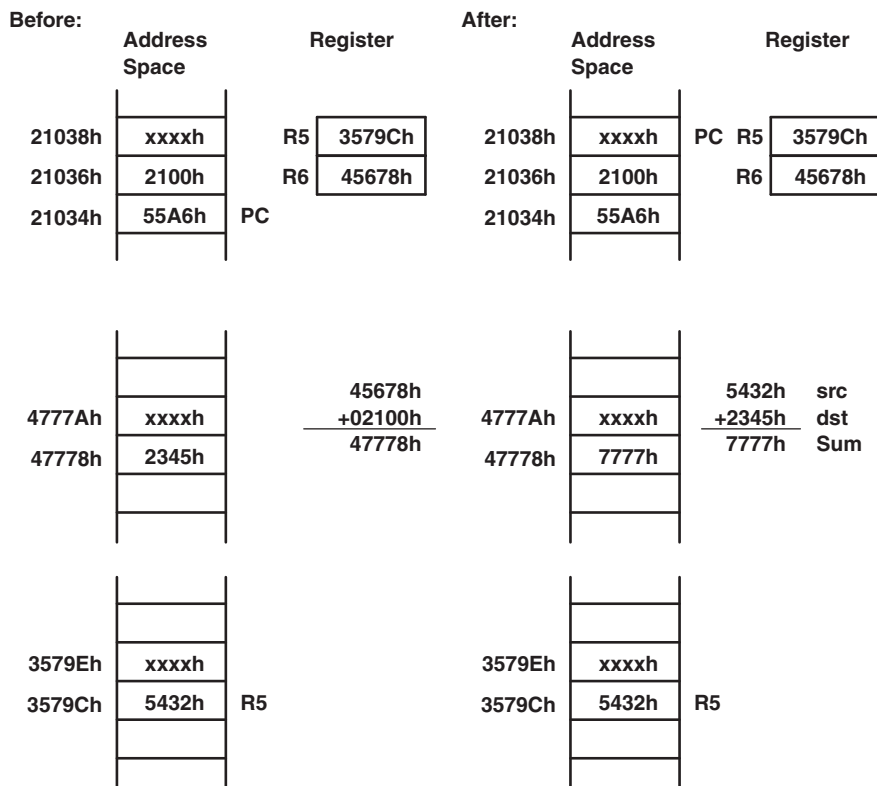 Before:
After:
Address Space
Register
Address Space
Register
21038h xxxxh R5 3579Ch
21036h 2100h R6 45678h
21034h 55A6h PC
21038h xxxxh PC R5 3579Ch
21036h 2100h R6 45678h
21034h 55A6h
45678h
4777Ah xxxxh +02100h
47778h 2345h 47778h
5432h src
4777Ah xxxxh +2345h dst
47778h 7777h 7777h Sum
3579Eh xxxxh
3579Ch 5432h R5
3579Eh xxxxh
3579Ch 5432h R5